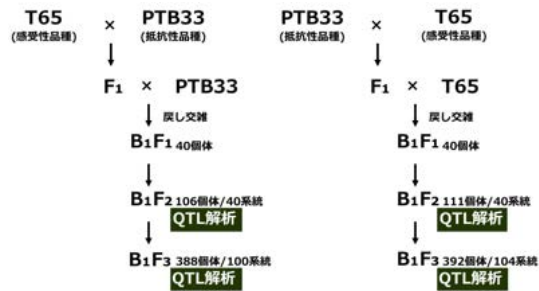 T65 × PTB33
(感受性品種) (抵抗性品種)
F1 × PTB33
戻し交雑
B1F1 40個体
B1F2 106個体/40系統
QTL解析
B1F3 388個体/100系統
QTL解析
PTB33 × T65
(抵抗性品種) (感受性品種)
F1 × T65
戻し交雑
B1F1 40個体
B1F2 111個体/40系統
QTL解析
B1F3 392個体/104系統
QTL解析